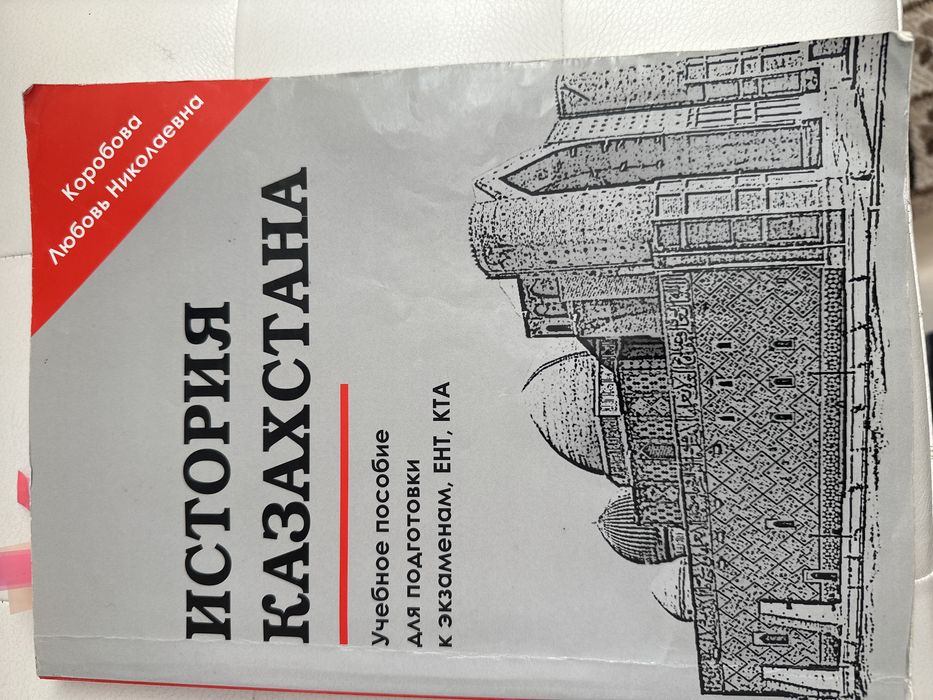 Коробова
Любовь Николаевна
ИСТОРИЯ
КАЗАХСТАНА
Учебное пособие
для подготовки
к экзаменам, ЕНТ, КТА